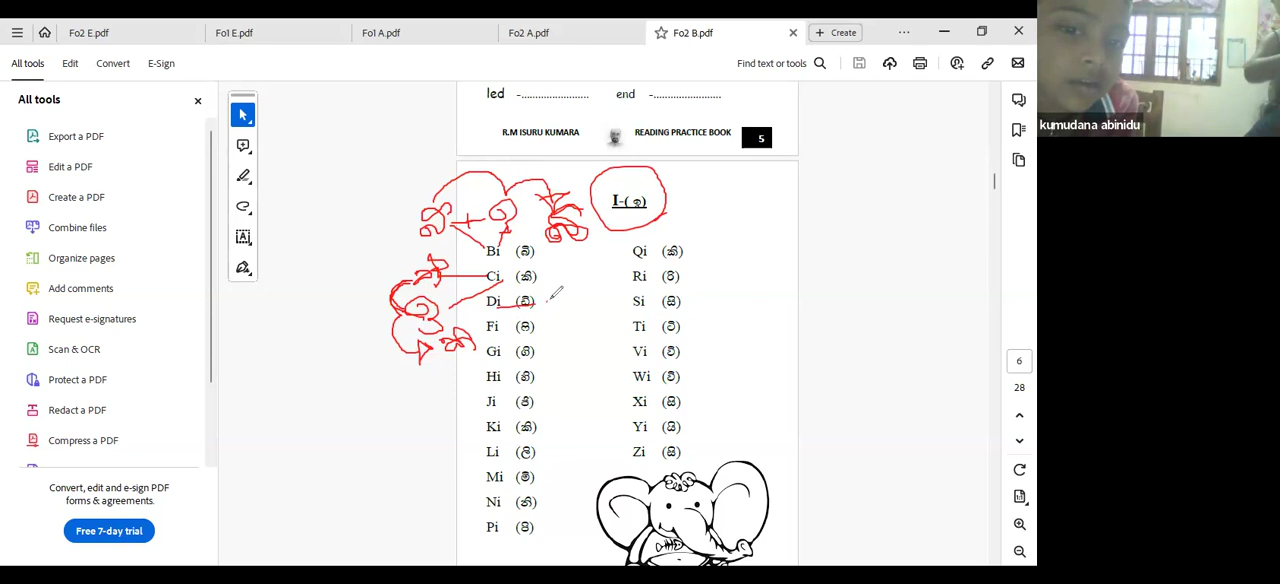 Fo2 E.pdf Fo1 E.pdf Fo1 A.pdf Fo2 A.pdf Fo2 B.pdf Create
All tools Edit Convert E-Sign Find text or tools
All tools
Export a PDF
Edit a PDF
Create a PDF
Combine files
Organize pages
Add comments
Request e-signatures
Scan & OCR
Protect a PDF
Redact a PDF
Compress a PDF
Convert, edit and e-sign PDF
forms & agreements
Free 7-day trial
led -........................ end -........................
R.M ISURU KUMARA READING PRACTICE BOOK 5
I-(ඉ)
Bi (බි) Qi (කි)
Ci (කි) Ri (රි)
Di (ඩි) Si (සි)
Fi (ෆි) Ti (ටි)
Gi (ගි) Vi (වි)
Hi (හි) Wi (වි)
Ji (ජි) Xi (සි)
Ki (කි) Yi (යි)
Li (ලි) Zi (සි)
Mi (මි)
Ni (නි)
Pi (පි)
6
28
kumudana abinidu